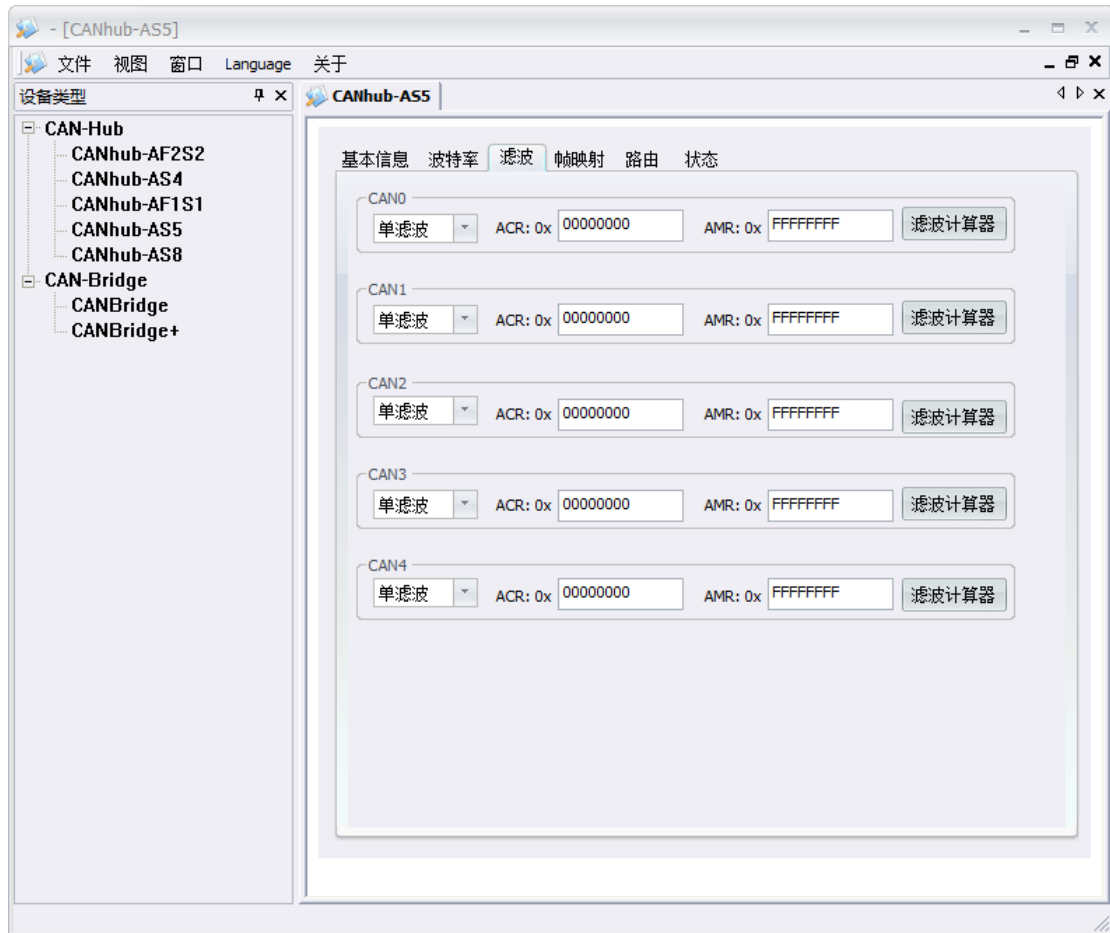 - [CANhub-AS5]
文件 视图 窗口 Language 关于
设备类型
CANhub-AS5
CAN-Hub
CANhub-AF2S2
CANhub-AS4
CANhub-AF1S1
CANhub-AS5
CANhub-AS8
CAN-Bridge
CANBridge
CANBridge+
基本信息 波特率 滤波 帧映射 路由 状态
CAN0
单滤波 ACR: 0x 00000000 AMR: 0x FFFFFFFF 滤波计算器
CAN1
单滤波 ACR: 0x 00000000 AMR: 0x FFFFFFFF 滤波计算器
CAN2
单滤波 ACR: 0x 00000000 AMR: 0x FFFFFFFF 滤波计算器
CAN3
单滤波 ACR: 0x 00000000 AMR: 0x FFFFFFFF 滤波计算器
CAN4
单滤波 ACR: 0x 00000000 AMR: 0x FFFFFFFF 滤波计算器